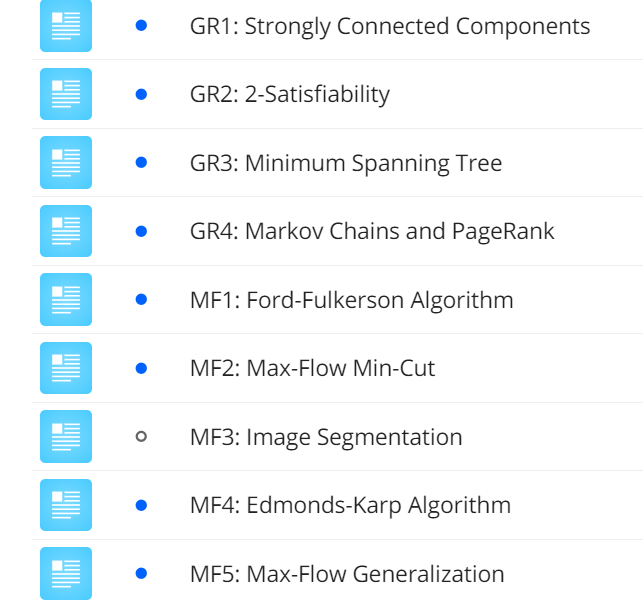 GR1: Strongly Connected Components
GR2: 2-Satisfiability
GR3: Minimum Spanning Tree
GR4: Markov Chains and PageRank
MF1: Ford-Fulkerson Algorithm
MF2: Max-Flow Min-Cut
MF3: Image Segmentation
MF4: Edmonds-Karp Algorithm
MF5: Max-Flow Generalization